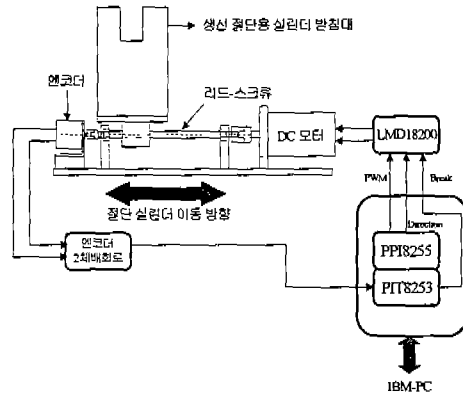 생선 절단용 실린더 받침대
엔코더
리드-스크류
DC 모터
LMD18200
PWM
Break
Direction
절단 실린더 이동 방향
PPI8255
엔코더
2체배회로
PIT8253
IBM-PC